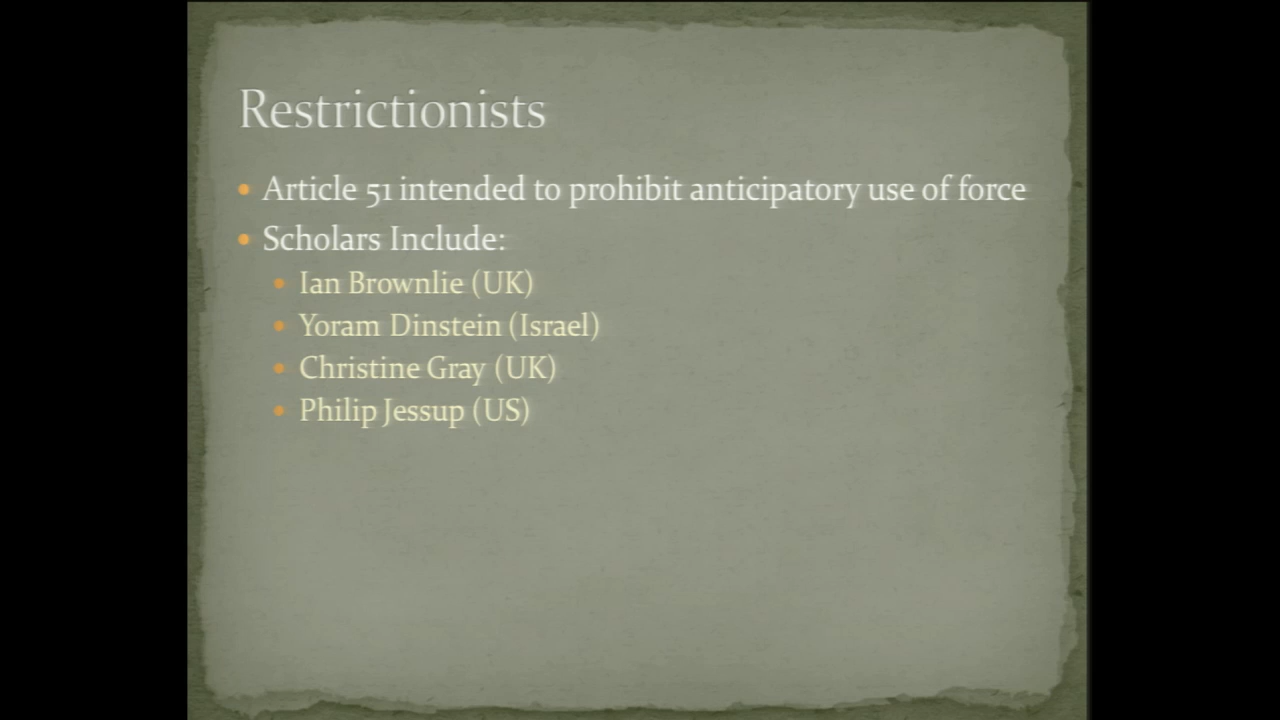 Restrictionists
Article 51 intended to prohibit anticipatory use of force
Scholars Include:
Ian Brownlie (UK)
Yoram Dinstein (Israel)
Christine Gray (UK)
Philip Jessup (US)